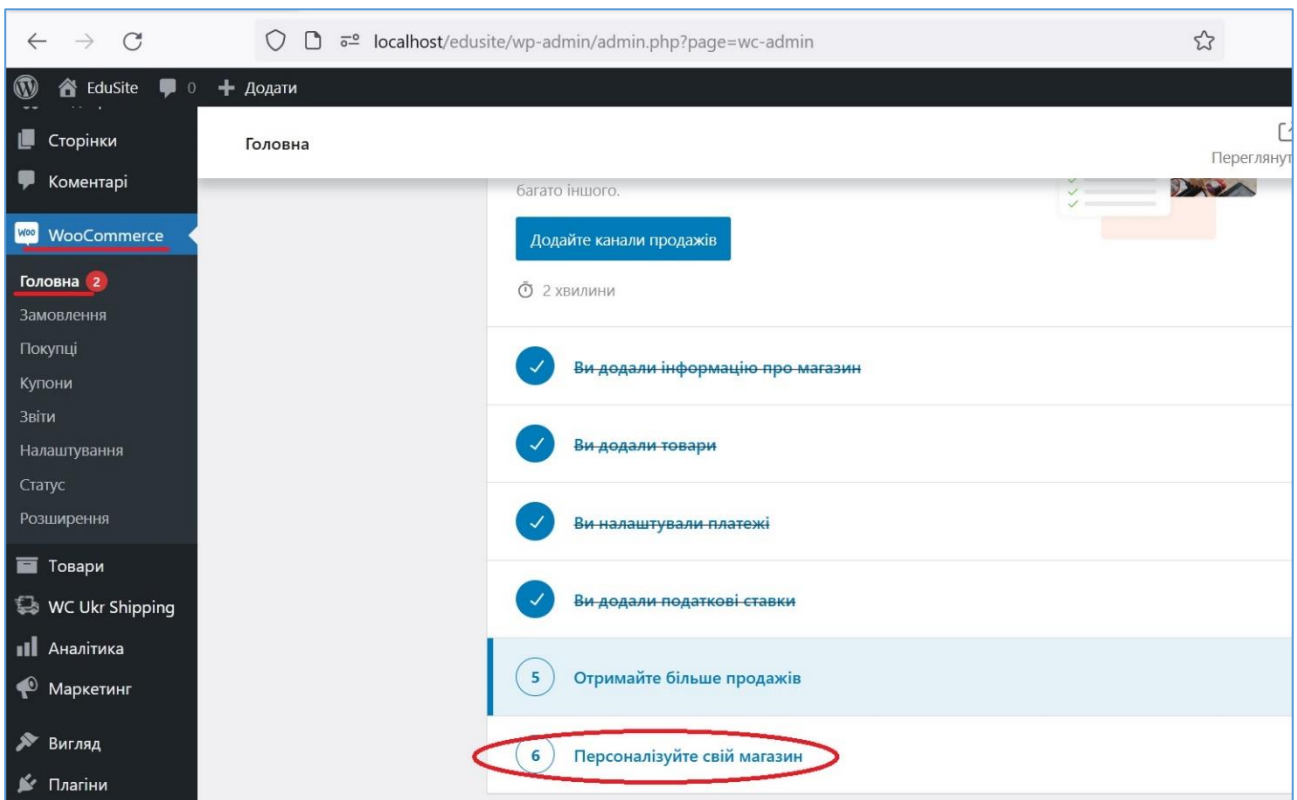 localhost/edusite/wp-admin/admin.php?page=wc-admin
EduSite 0 Додати
Сторінки
Коментарі
Woo WooCommerce
Головна 2
Замовлення
Покупці
Купони
Звіти
Налаштування
Статус
Розширення
Товари
WC Ukr Shipping
Аналітика
Маркетинг
Вигляд
Плагіни
Головна
Переглянут
багато іншого.
Додайте канали продажів
2 хвилини
Ви додали інформацію про магазин
Ви додали товари
Ви налаштували платежі
Ви додали податкові ставки
5 Отримайте більше продажів
6 Персоналізуйте свій магазин